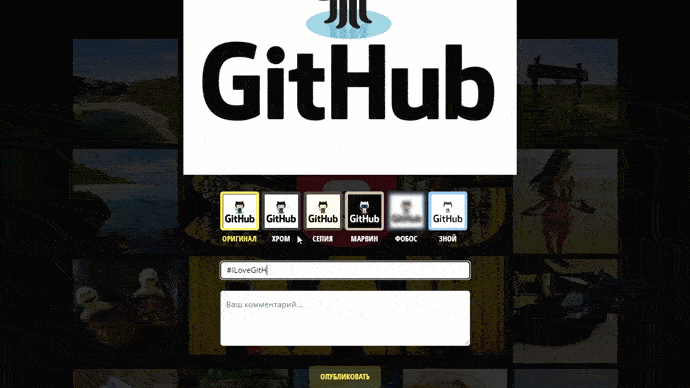 GitHub
GitHub GitHub GitHub GitHub GitHub GitHub
ОРИГИНАЛ ХРОМ СЕПИЯ МАРВИН ФОБОС ЗНОЙ
#ILoveGitH
Ваш комментарий...
ОПУБЛИКОВАТЬ